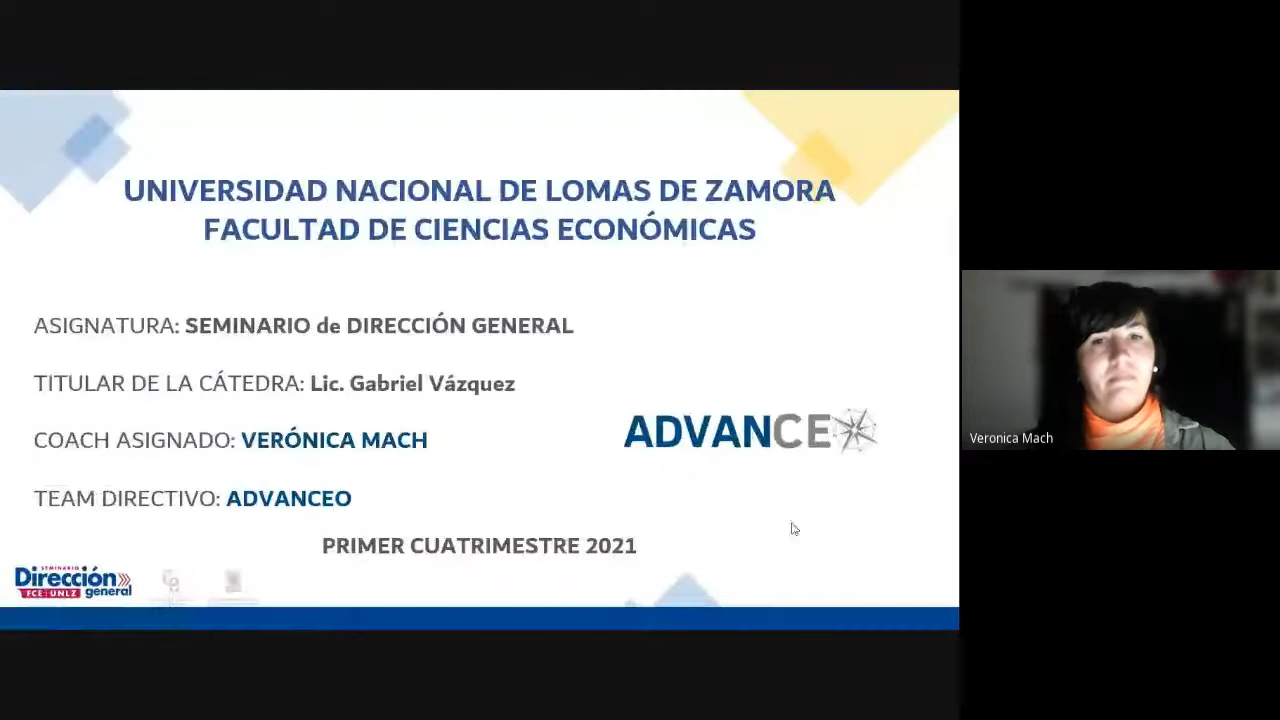 UNIVERSIDAD NACIONAL DE LOMAS DE ZAMORA
FACULTAD DE CIENCIAS ECONÓMICAS
ASIGNATURA: SEMINARIO de DIRECCIÓN GENERAL
TITULAR DE LA CÁTEDRA: Lic. Gabriel Vázquez
COACH ASIGNADO: VERÓNICA MACH
ADVANCEO
TEAM DIRECTIVO: ADVANCEO
PRIMER CUATRIMESTRE 2021
SEMINARIO
Dirección
FCE UNLZ general
Veronica Mach